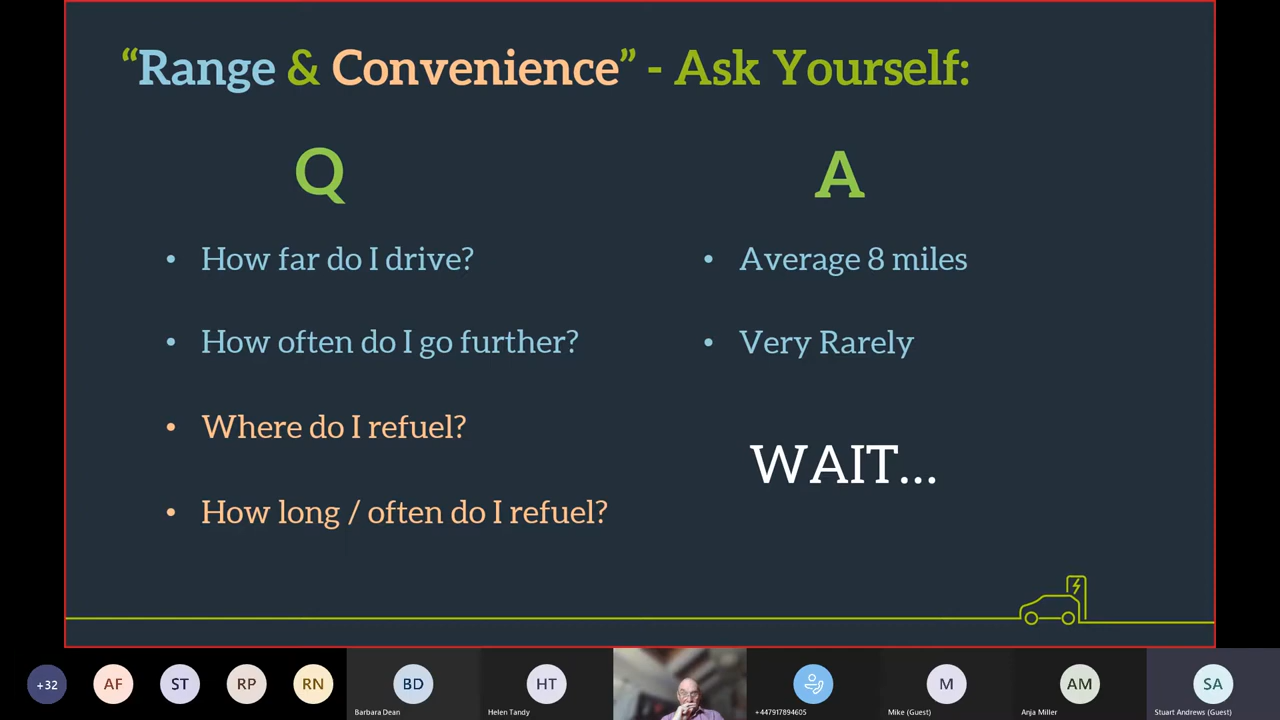 “Range & Convenience” - Ask Yourself:
Q
A
• How far do I drive?
• Average 8 miles
• How often do I go further?
• Very Rarely
• Where do I refuel?
WAIT...
• How long / often do I refuel?
+32
AF
ST
RP
RN
BD
Barbara Dean
HT
Helen Tandy
+447917894605
M
Mike (Guest)
AM
Anja Miller
SA
Stuart Andrews (Guest)